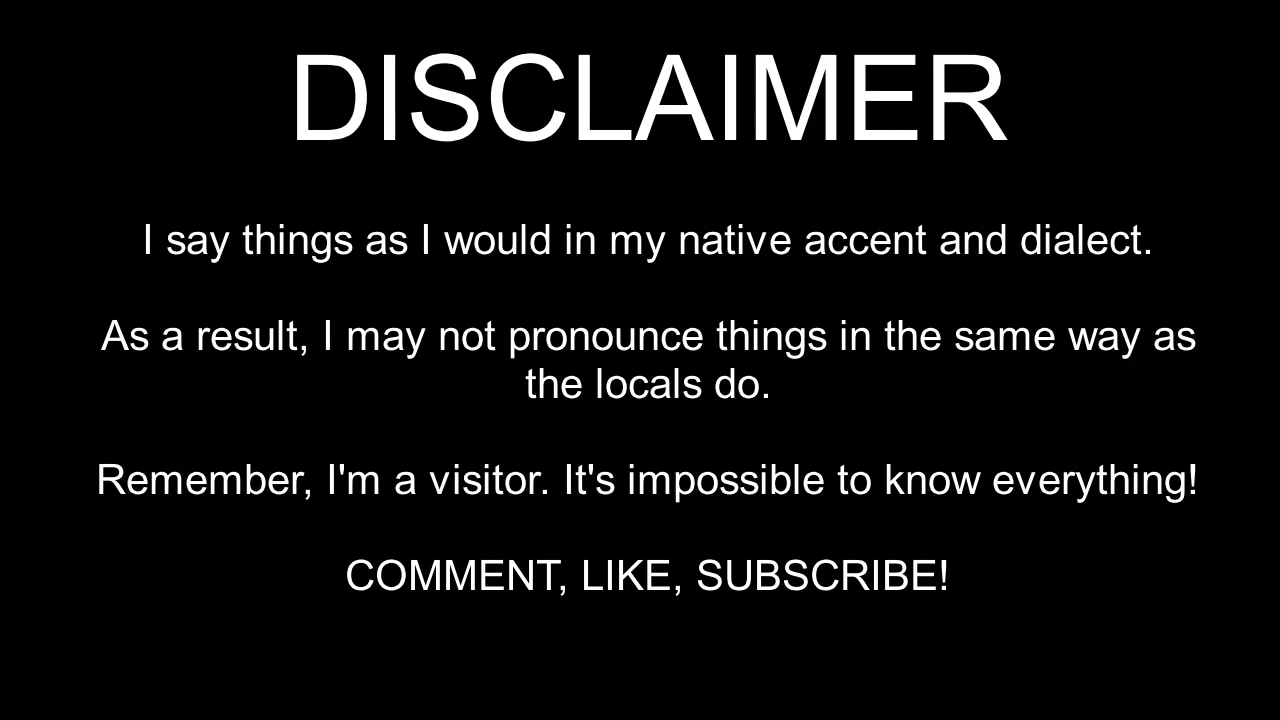 DISCLAIMER
I say things as I would in my native accent and dialect.
As a result, I may not pronounce things in the same way as
the locals do.
Remember, I'm a visitor. It's impossible to know everything!
COMMENT, LIKE, SUBSCRIBE!